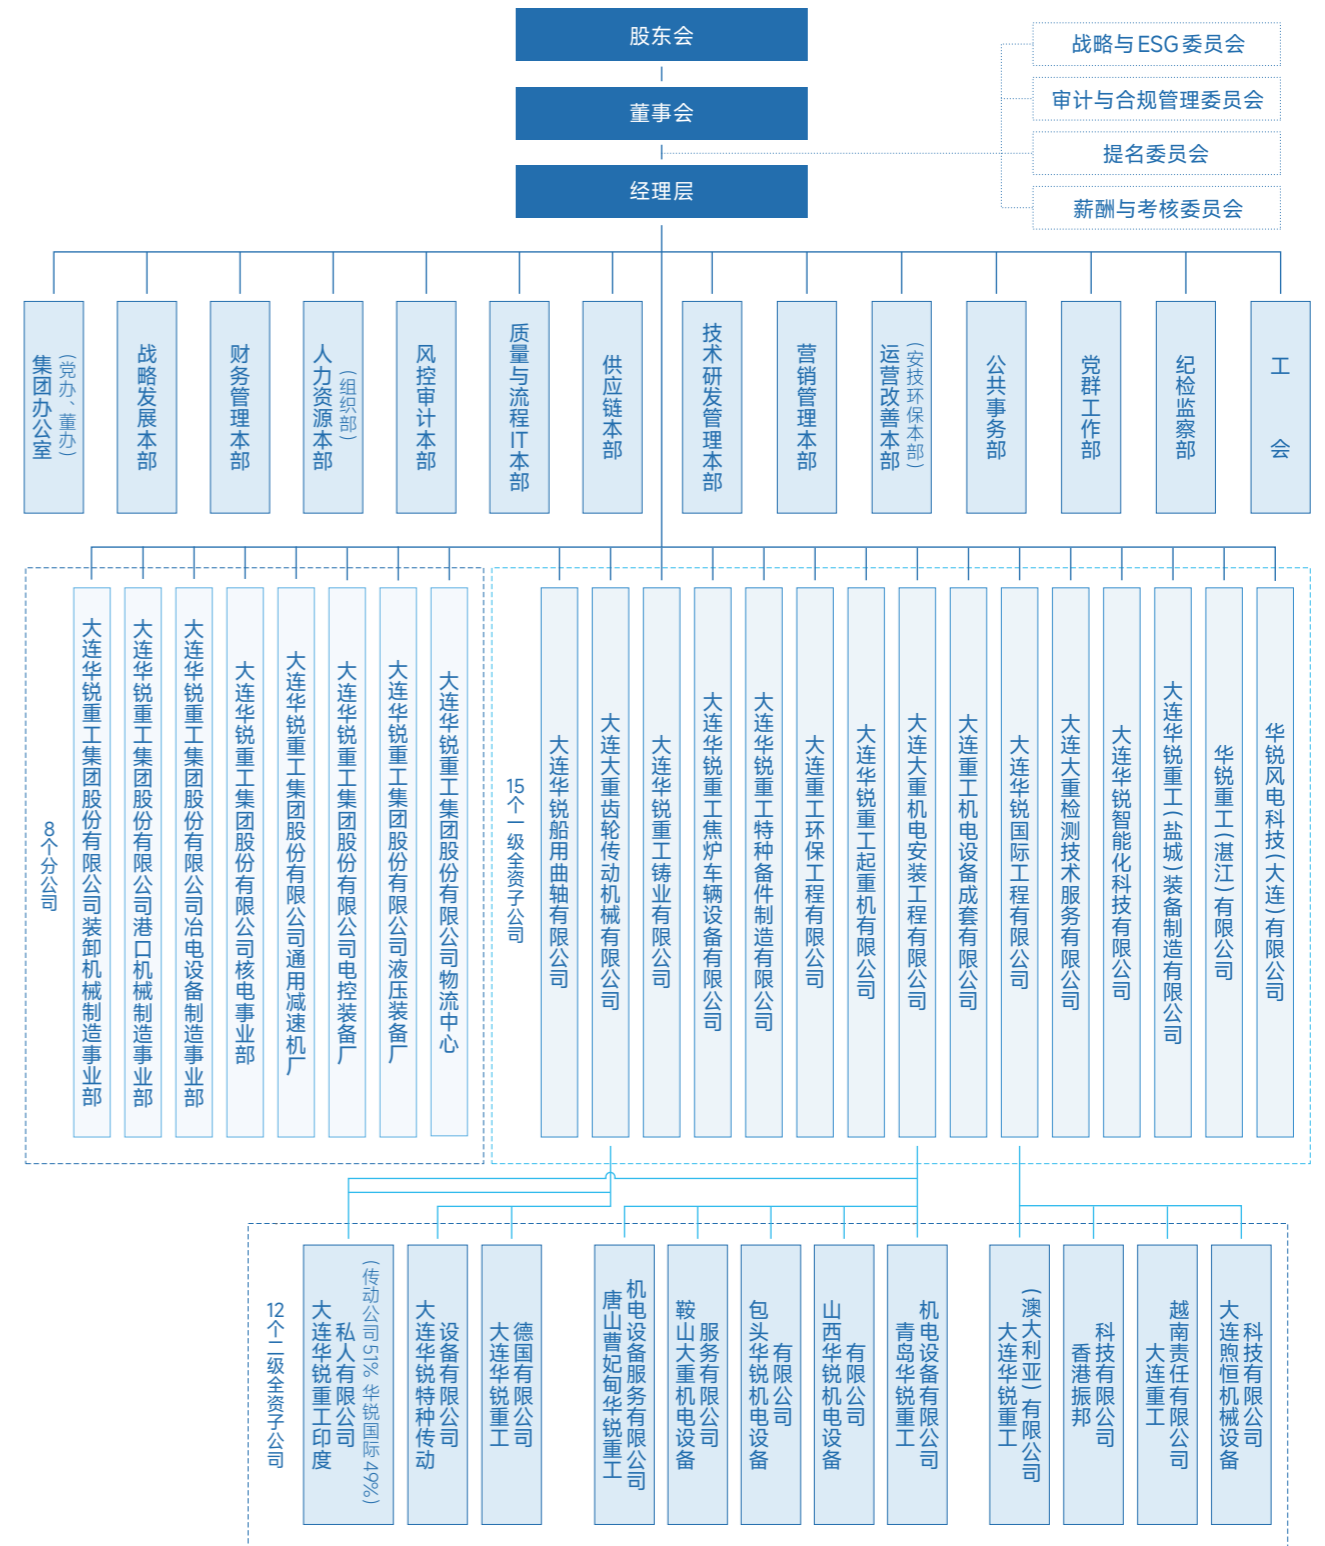 股东会
董事会
经理层
战略与ESG委员会
审计与合规管理委员会
提名委员会
薪酬与考核委员会
集团办公室
（党办、董办）
战略发展本部
财务管理本部
人力资源本部
（组织部）
风控审计本部
质量与流程IT本部
供应链本部
技术研发管理本部
营销管理本部
运营改善本部
（安技环保本部）
公共事务部
党群工作部
纪检监察部
工会
8个分公司
大连华锐重工集团股份有限公司装卸机械制造事业部
大连华锐重工集团股份有限公司港口机械制造事业部
大连华锐重工集团股份有限公司冶电设备制造事业部
大连华锐重工集团股份有限公司核电事业部
大连华锐重工集团股份有限公司通用减速机厂
大连华锐重工集团股份有限公司电控装备厂
大连华锐重工集团股份有限公司液压装备厂
大连华锐重工集团股份有限公司物流中心
15个一级全资子公司
大连华锐船用曲轴有限公司
大连大重齿轮传动机械有限公司
大连华锐重工铸业有限公司
大连华锐重工焦炉车辆设备有限公司
大连华锐重工特种备件制造有限公司
大连重工环保工程有限公司
大连华锐重工起重机有限公司
大连大重机电安装工程有限公司
大连重工机电设备成套有限公司
大连华锐国际工程有限公司
大连大重检测技术服务有限公司
大连华锐智能化科技有限公司
大连华锐重工(盐城)装备制造有限公司
华锐重工(湛江)有限公司
华锐风电科技(大连)有限公司
12个二级全资子公司
大连华锐重工印度
私人有限公司
（传动公司51% 华锐国际49%）
大连华锐特种传动
设备有限公司
大连华锐重工
德国有限公司
唐山曹妃甸华锐重工
机电设备服务有限公司
鞍山大重机电设备
服务有限公司
包头华锐机电设备
有限公司
山西华锐机电设备
有限公司
青岛华锐重工
机电设备有限公司
大连华锐重工
(澳大利亚)有限公司
香港振邦
科技有限公司
大连重工
越南责任有限公司
大连煦恒机械设备
科技有限公司